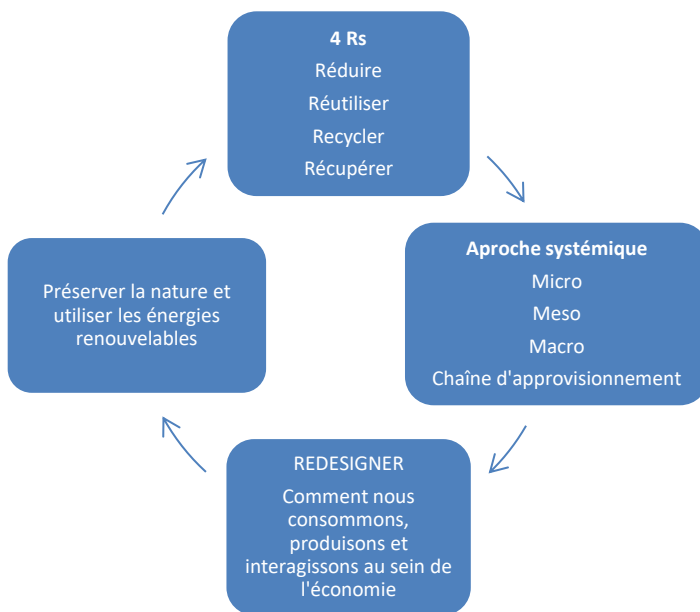 4 Rs
Réduire
Réutiliser
Recycler
Récupérer
Aproche systémique
Micro
Meso
Macro
Chaîne d'approvisionnement
REDESIGNER
Comment nous
consommons,
produisons et
interagissons au sein de
l'économie
Préserver la nature et
utiliser les énergies
renouvelables